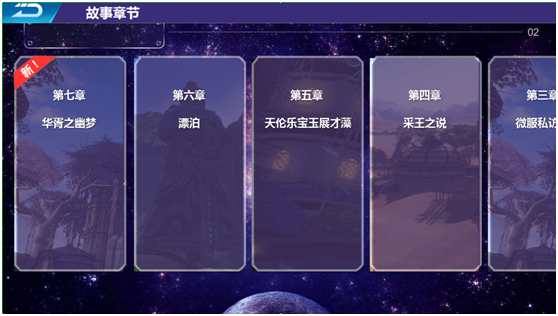 故事章节
02
新！
第七章
华胥之幽梦
第六章
漂泊
第五章
天伦乐宝玉展才藻
第四章
采王之说
第三章
微服私访